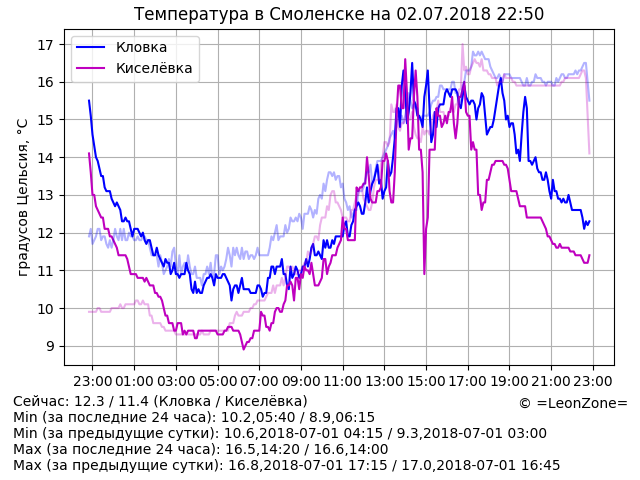 Температура в Смоленске на 02.07.2018 22:50
Кловка
Киселёвка
градусов Цельсия, °C
17
16
15
14
13
12
11
10
9
23:00 01:00 03:00 05:00 07:00 09:00 11:00 13:00 15:00 17:00 19:00 21:00 23:00
Сейчас: 12.3 / 11.4 (Кловка / Киселёвка)
© =LeonZone=
Min (за последние 24 часа): 10.2,05:40 / 8.9,06:15
Min (за предыдущие сутки): 10.6,2018-07-01 04:15 / 9.3,2018-07-01 03:00
Max (за последние 24 часа): 16.5,14:20 / 16.6,14:00
Max (за предыдущие сутки): 16.8,2018-07-01 17:15 / 17.0,2018-07-01 16:45